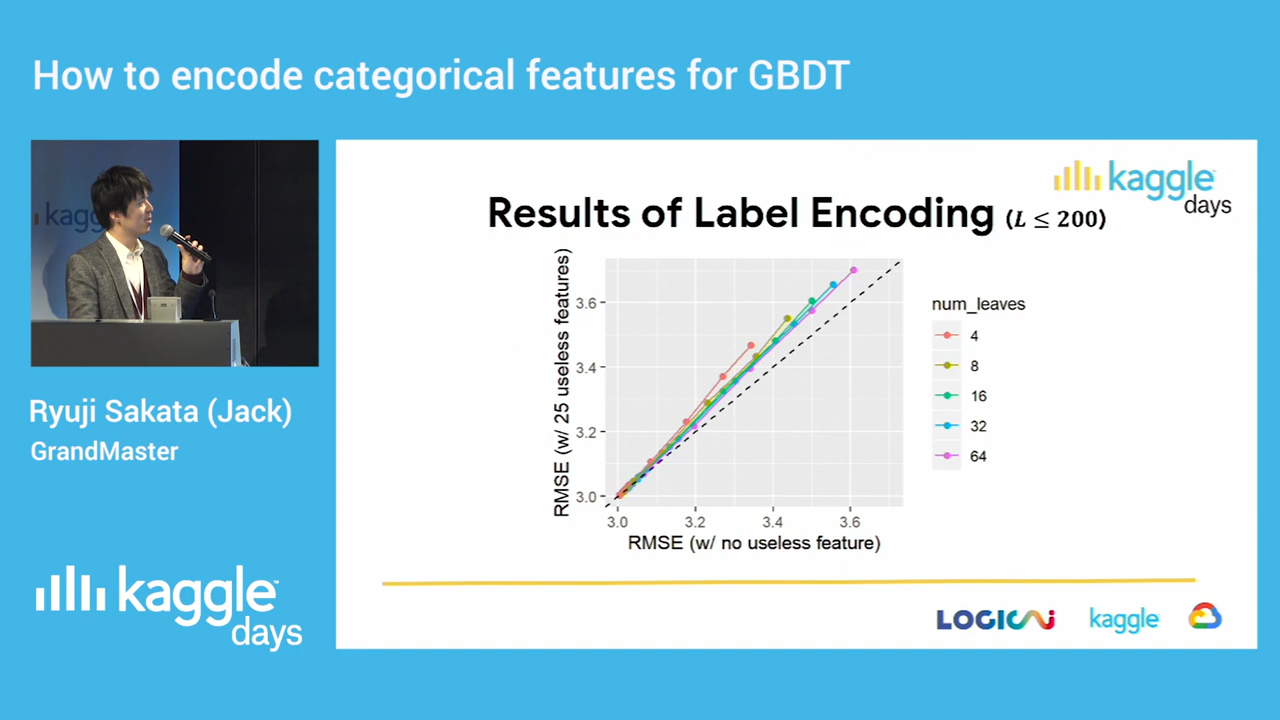 How to encode categorical features for GBDT
kaggle
Ryuji Sakata (Jack)
GrandMaster
kaggle
days
kaggle
days
Results of Label Encoding (L ≤ 200)
RMSE (w/ 25 useless features)
3.6
3.4
3.2
3.0
3.0 3.2 3.4 3.6
RMSE (w/ no useless feature)
num_leaves
4
8
16
32
64
LOGICAI
kaggle